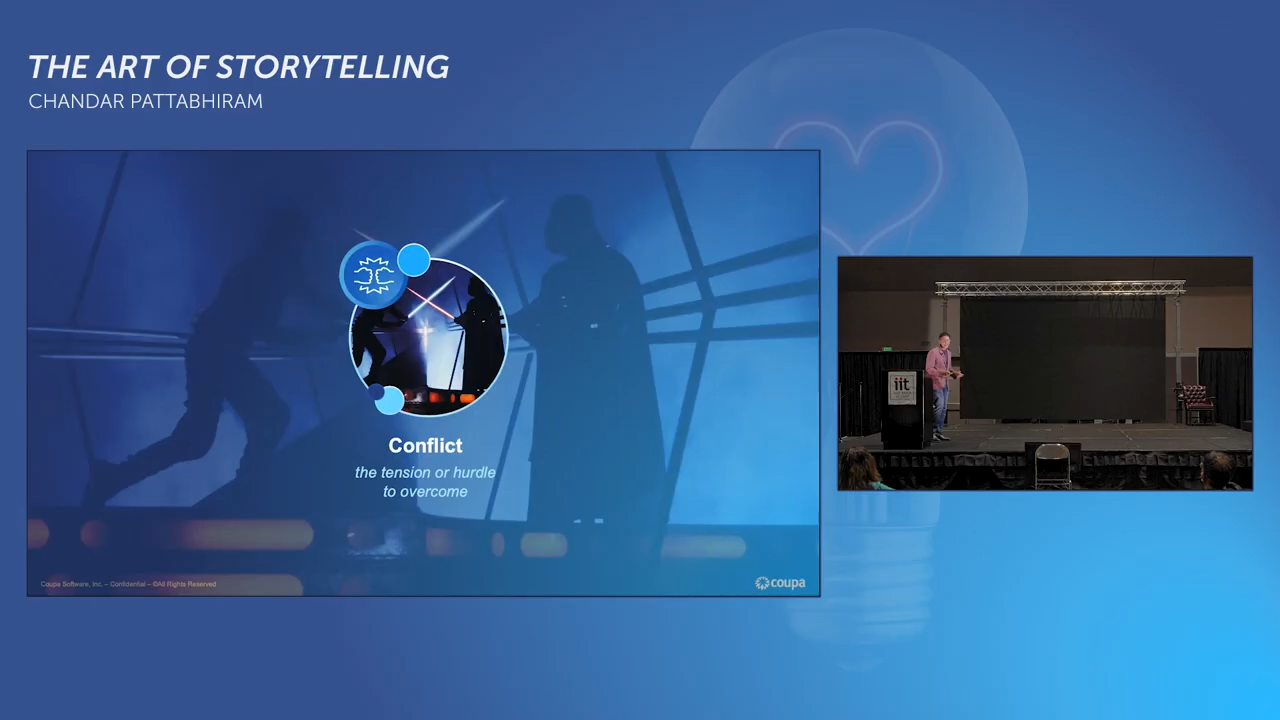 THE ART OF STORYTELLING
CHANDAR PATTABHIRAM
Conflict
the tension or hurdle
to overcome
Coupa Software, Inc. – Confidential – ©All Rights Reserved
coupa
iit